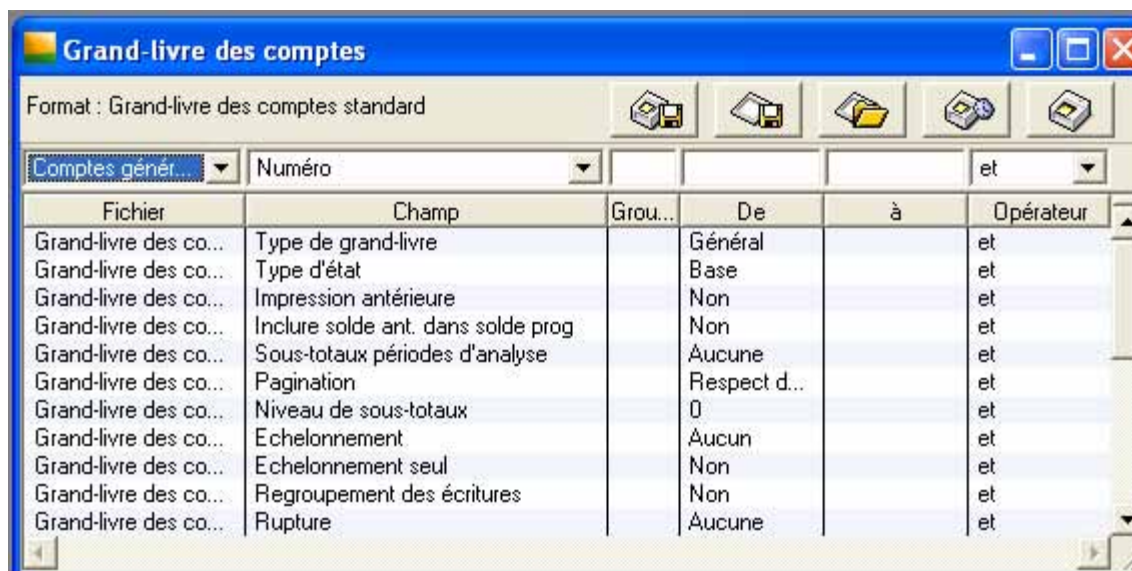 Grand-livre des comptes
Format : Grand-livre des comptes standard
Comptes génér... Numéro et
Fichier Champ Grou... De à Opérateur
Grand-livre des co... Type de grand-livre Général et
Grand-livre des co... Type d'état Base et
Grand-livre des co... Impression antérieure Non et
Grand-livre des co... Inclure solde ant. dans solde prog Non et
Grand-livre des co... Sous-totaux périodes d'analyse Aucune et
Grand-livre des co... Pagination Respect d... et
Grand-livre des co... Niveau de sous-totaux 0 et
Grand-livre des co... Echelonnement Aucun et
Grand-livre des co... Echelonnement seul Non et
Grand-livre des co... Regroupement des écritures Non et
Grand-livre des co... Rupture Aucune et